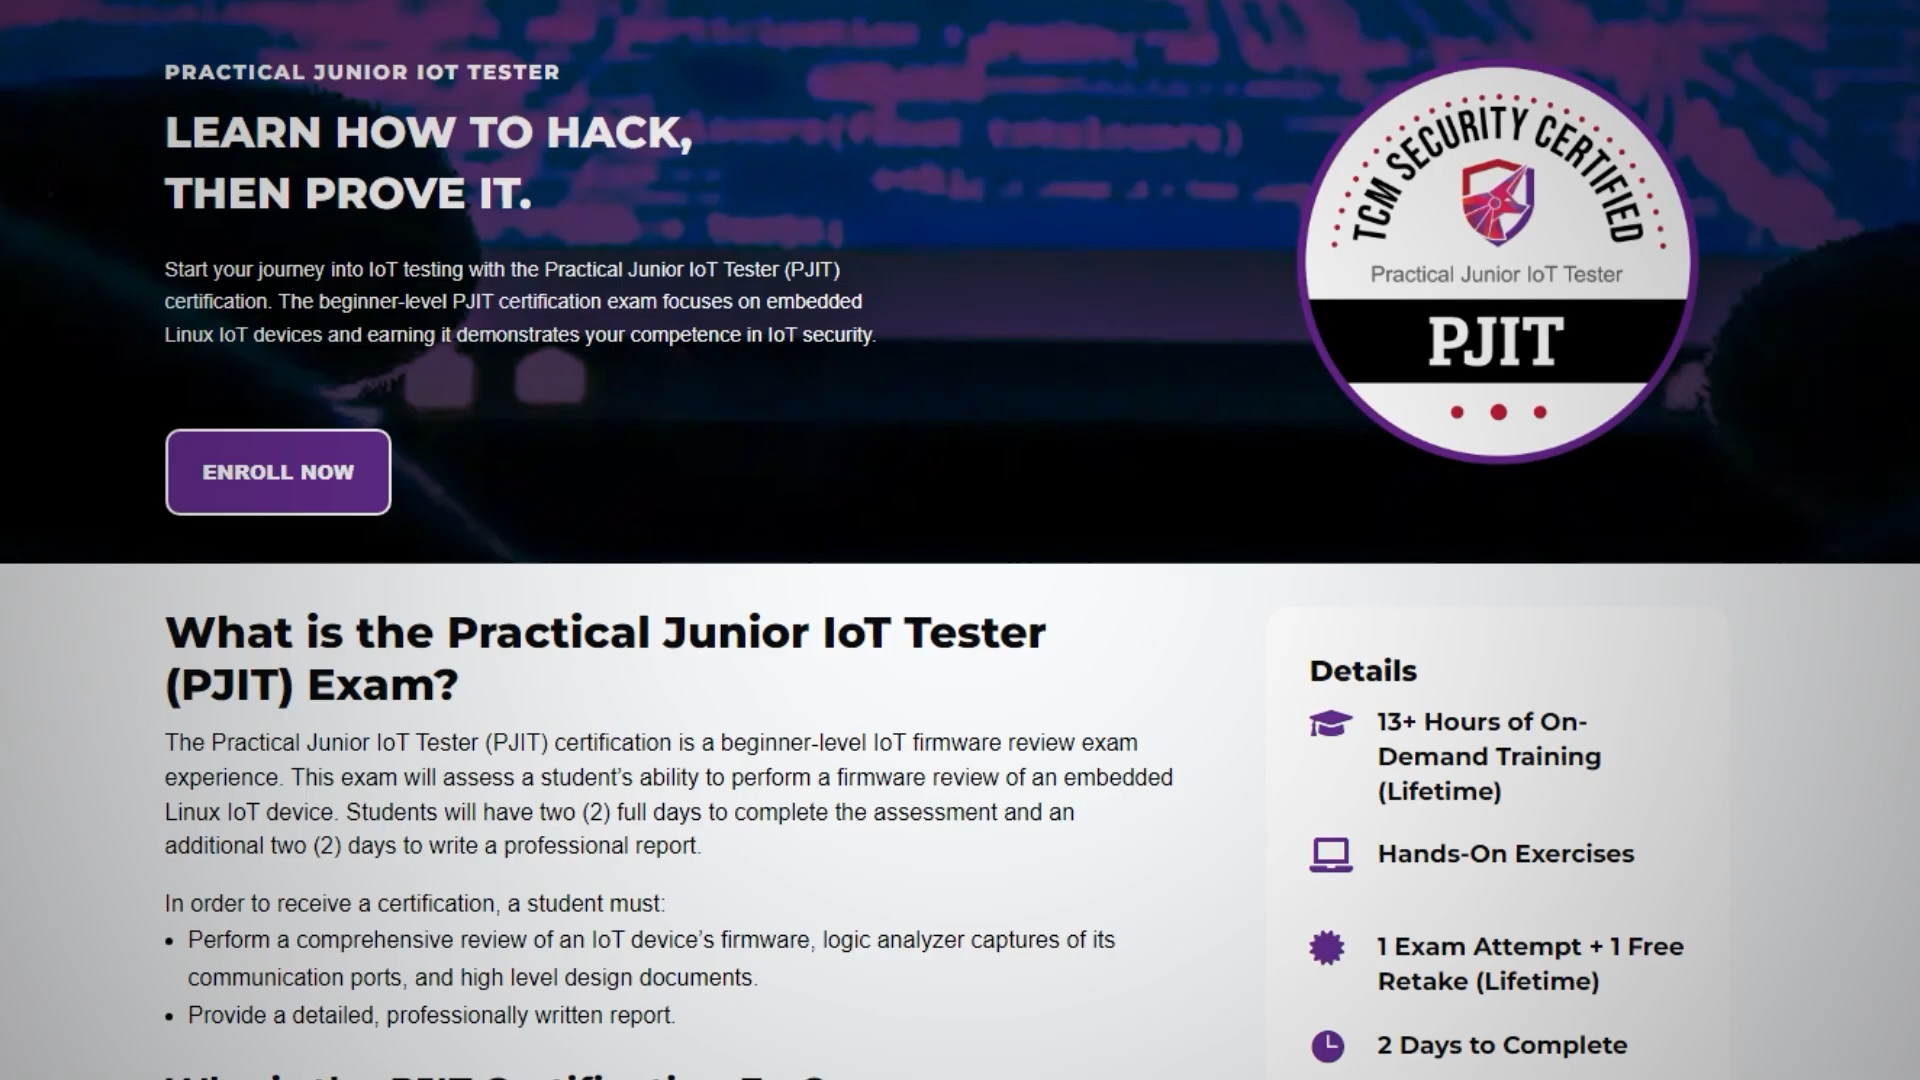 PRACTICAL JUNIOR IOT TESTER
LEARN HOW TO HACK,
THEN PROVE IT.
Start your journey into IoT testing with the Practical Junior IoT Tester (PJIT)
certification. The beginner-level PJIT certification exam focuses on embedded
Linux IoT devices and earning it demonstrates your competence in IoT security.
ENROLL NOW
TCM SECURITY CERTIFIED
Practical Junior IoT Tester
PJIT
What is the Practical Junior IoT Tester
(PJIT) Exam?
The Practical Junior IoT Tester (PJIT) certification is a beginner-level IoT firmware review exam
experience. This exam will assess a student’s ability to perform a firmware review of an embedded
Linux IoT device. Students will have two (2) full days to complete the assessment and an
additional two (2) days to write a professional report.
In order to receive a certification, a student must:
• Perform a comprehensive review of an IoT device’s firmware, logic analyzer captures of its
communication ports, and high level design documents.
• Provide a detailed, professionally written report.
Details
13+ Hours of On-
Demand Training
(Lifetime)
Hands-On Exercises
1 Exam Attempt + 1 Free
Retake (Lifetime)
2 Days to Complete